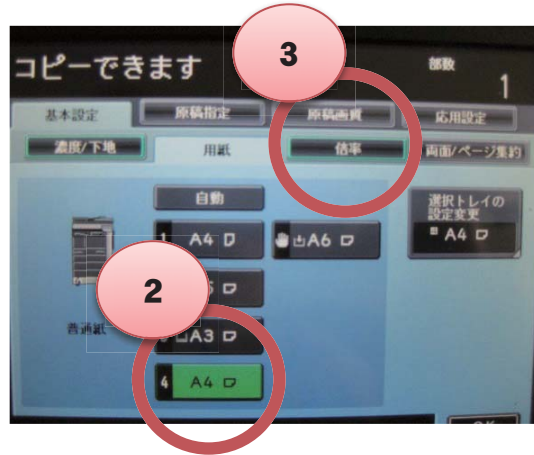 3
コピーできます
部数
1
基本設定 原稿指定 原稿画質 応用設定
濃度/下地 用紙 倍率 両面/ページ集約
自動
選択トレイの
設定変更
1 A4 A6 A4
2
普通紙
A3
4 A4